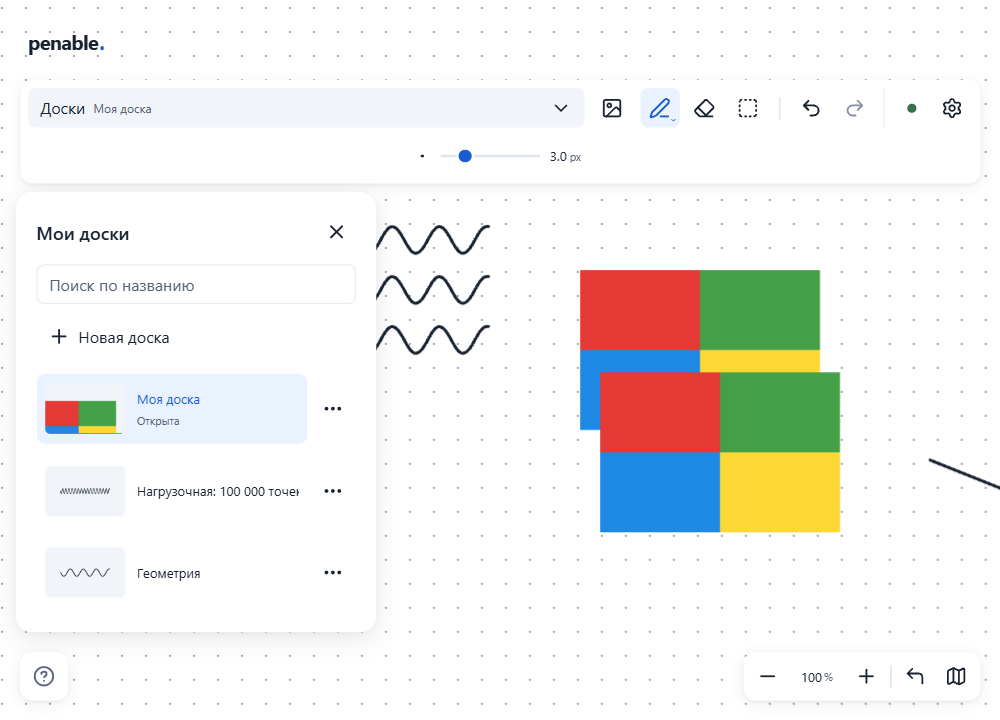 penable.
Доски Моя доска
3.0 px
Мои доски
Поиск по названию
Новая доска
Моя доска
Открыта
Нагрузочная: 100 000 точек
Геометрия
100%